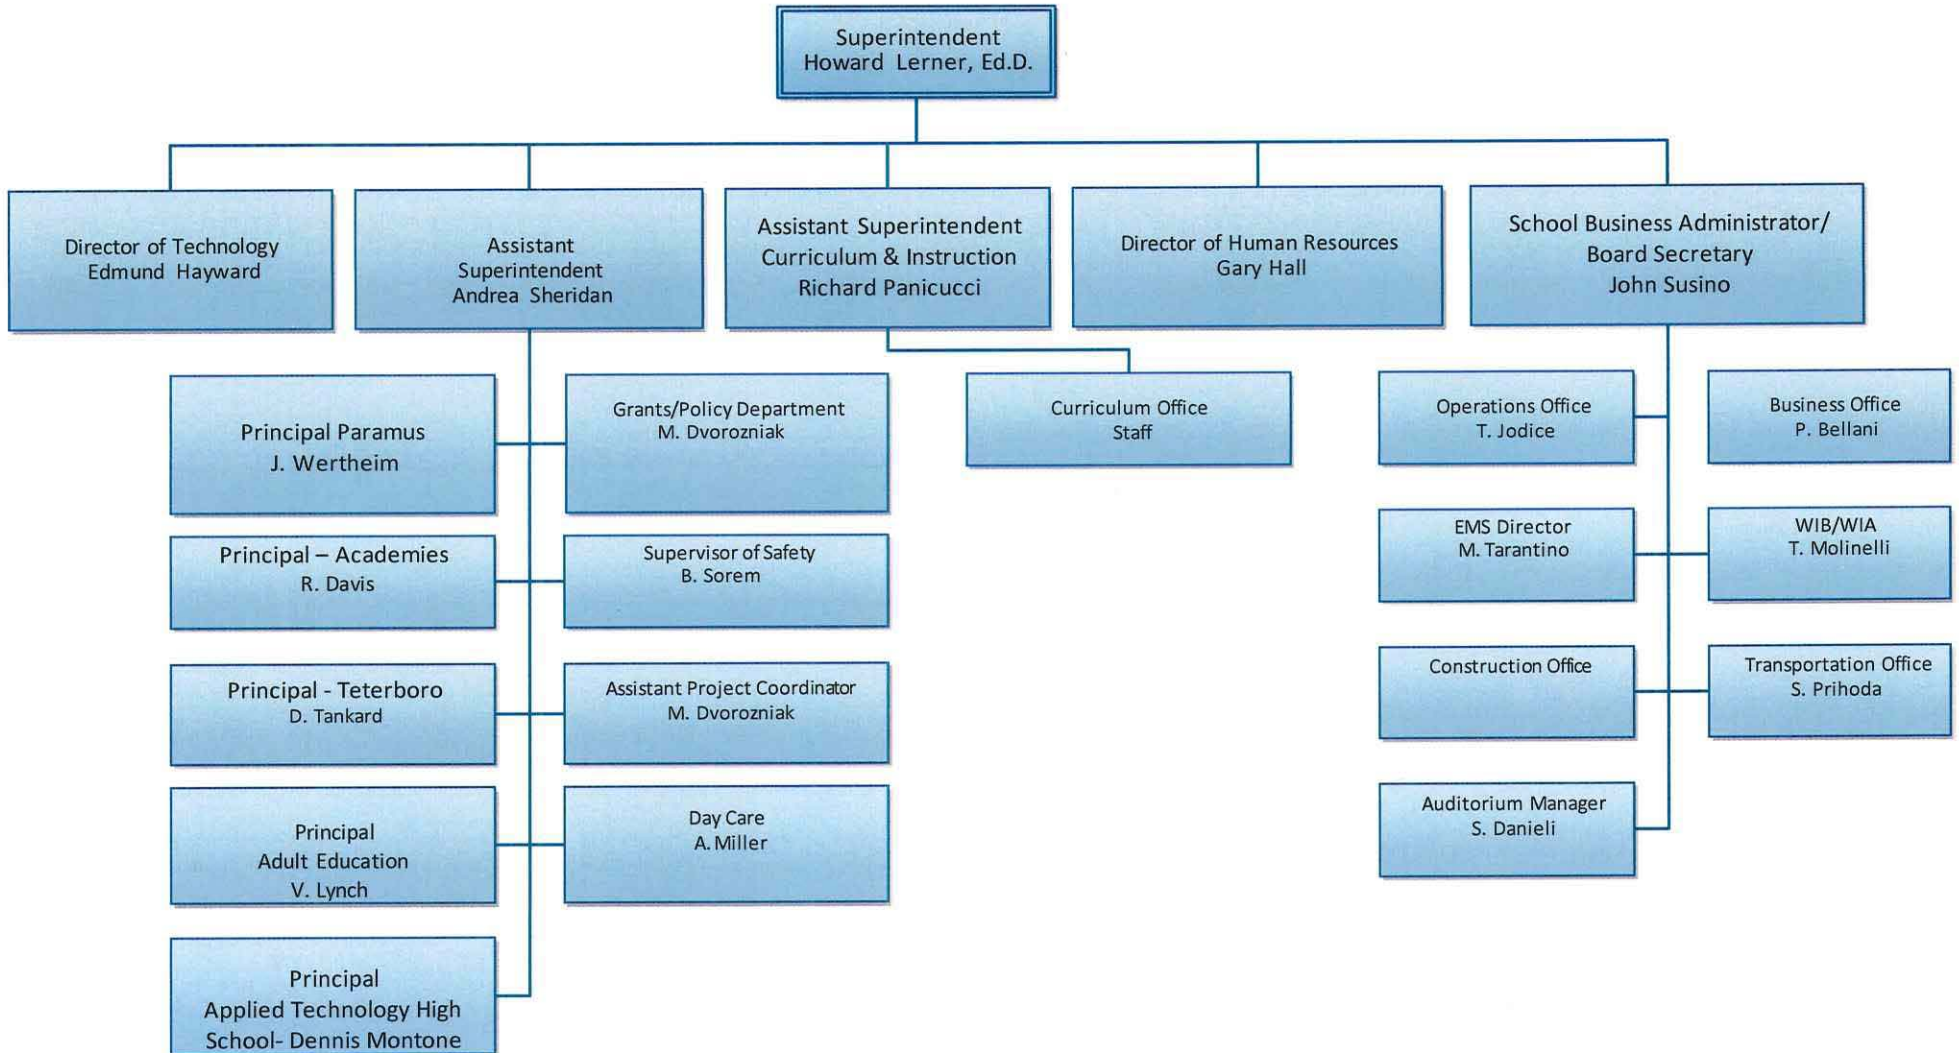 Superintendent
Howard Lerner, Ed.D.
Director of Technology
Edmund Hayward
Assistant
Superintendent
Andrea Sheridan
Assistant Superintendent
Curriculum & Instruction
Richard Panicucci
Director of Human Resources
Gary Hall
School Business Administrator/
Board Secretary
John Susino
Principal Paramus
J. Wertheim
Grants/Policy Department
M. Dvorozniak
Curriculum Office
Staff
Operations Office
T. Jodice
Business Office
P. Bellani
Principal – Academies
R. Davis
Supervisor of Safety
B. Sorem
EMS Director
M. Tarantino
WIB/WIA
T. Molinelli
Principal - Teterboro
D. Tankard
Assistant Project Coordinator
M. Dvorozniak
Construction Office
Transportation Office
S. Prihoda
Principal
Adult Education
V. Lynch
Day Care
A. Miller
Auditorium Manager
S. Danieli
Principal
Applied Technology High
School- Dennis Montone